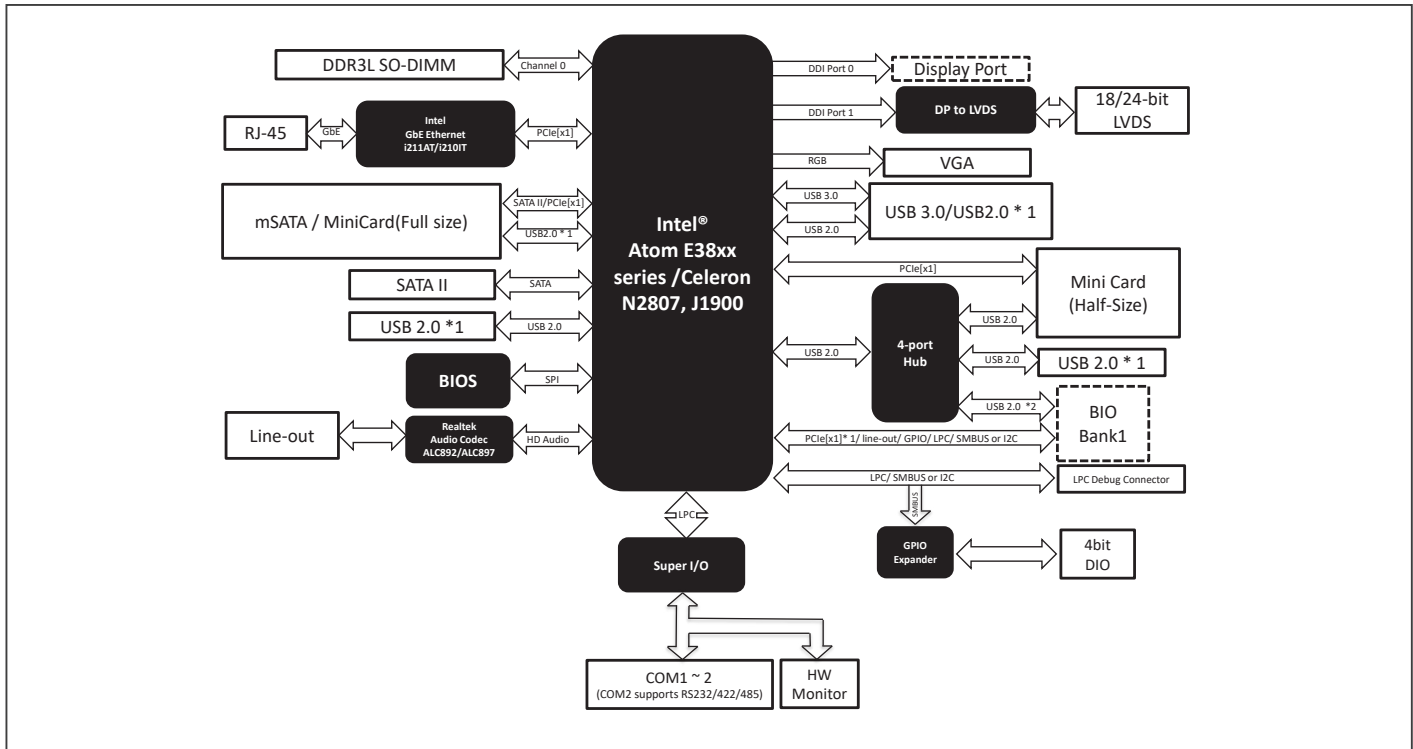 DDR3L SO-DIMM
Channel 0
RJ-45
GbE
Intel
GbE Ethernet
i211AT/i210IT
PCIe[x1]
mSATA / MiniCard(Full size)
SATA II/PCIe[x1]
USB2.0 * 1
SATA II
SATA
USB 2.0 *1
USB 2.0
BIOS
SPI
Line-out
Realtek
Audio Codec
ALC892/ALC897
HD Audio
Intel®
Atom E38xx
series /Celeron
N2807, J1900
DDI Port 0
Display Port
DDI Port 1
DP to LVDS
18/24-bit
LVDS
RGB
VGA
USB 3.0
USB 2.0
USB 3.0/USB2.0 * 1
PCIe[x1]
Mini Card
(Half-Size)
USB 2.0
4-port
Hub
USB 2.0
USB 2.0
USB 2.0 * 1
USB 2.0 *2
BIO
Bank1
PCIe[x1]* 1/ line-out/ GPIO/ LPC/ SMBUS or I2C
LPC/ SMBUS or I2C
LPC Debug Connector
SMBUS
GPIO
Expander
4bit
DIO
LPC
Super I/O
COM1 ~ 2
(COM2 supports RS232/422/485)
HW
Monitor